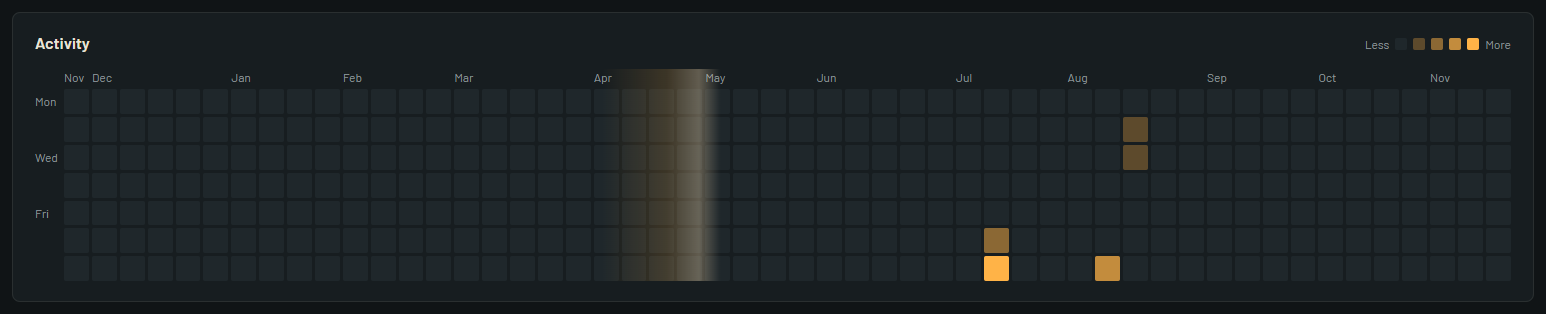 Activity
Less More
Nov Dec Jan Feb Mar Apr May Jun Jul Aug Sep Oct Nov
Mon
Wed
Fri